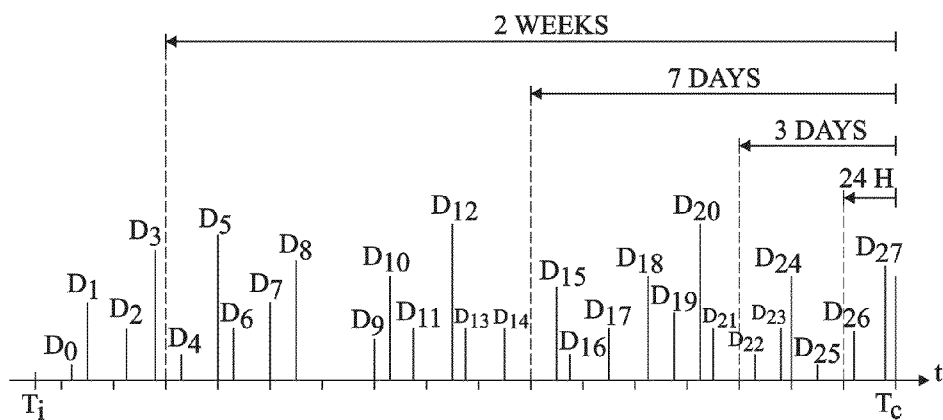 2 WEEKS
7 DAYS
3 DAYS
24 H
D0
D1
D2
D3
D4
D5
D6
D7
D8
D9
D10
D11
D12
D13
D14
D15
D16
D17
D18
D19
D20
D21
D22
D23
D24
D25
D26
D27
Ti
Tc
t